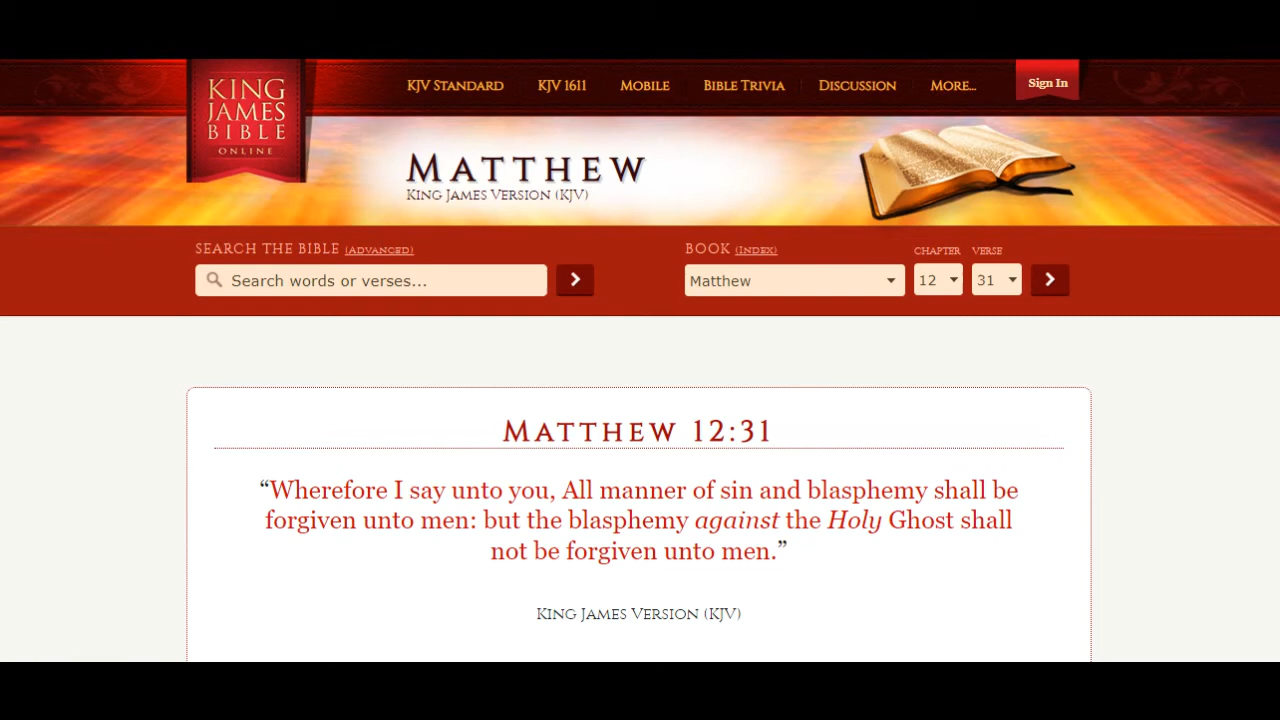 KING
JAMES
BIBLE
ONLINE
KJV STANDARD KJV 1611 MOBILE BIBLE TRIVIA DISCUSSION MORE... Sign In
MATTHEW
KING JAMES VERSION (KJV)
SEARCH THE BIBLE (ADVANCED) BOOK (INDEX) CHAPTER VERSE
Search words or verses... Matthew 12 31
MATTHEW 12:31
“Wherefore I say unto you, All manner of sin and blasphemy shall be
forgiven unto men: but the blasphemy against the Holy Ghost shall
not be forgiven unto men.”
KING JAMES VERSION (KJV)